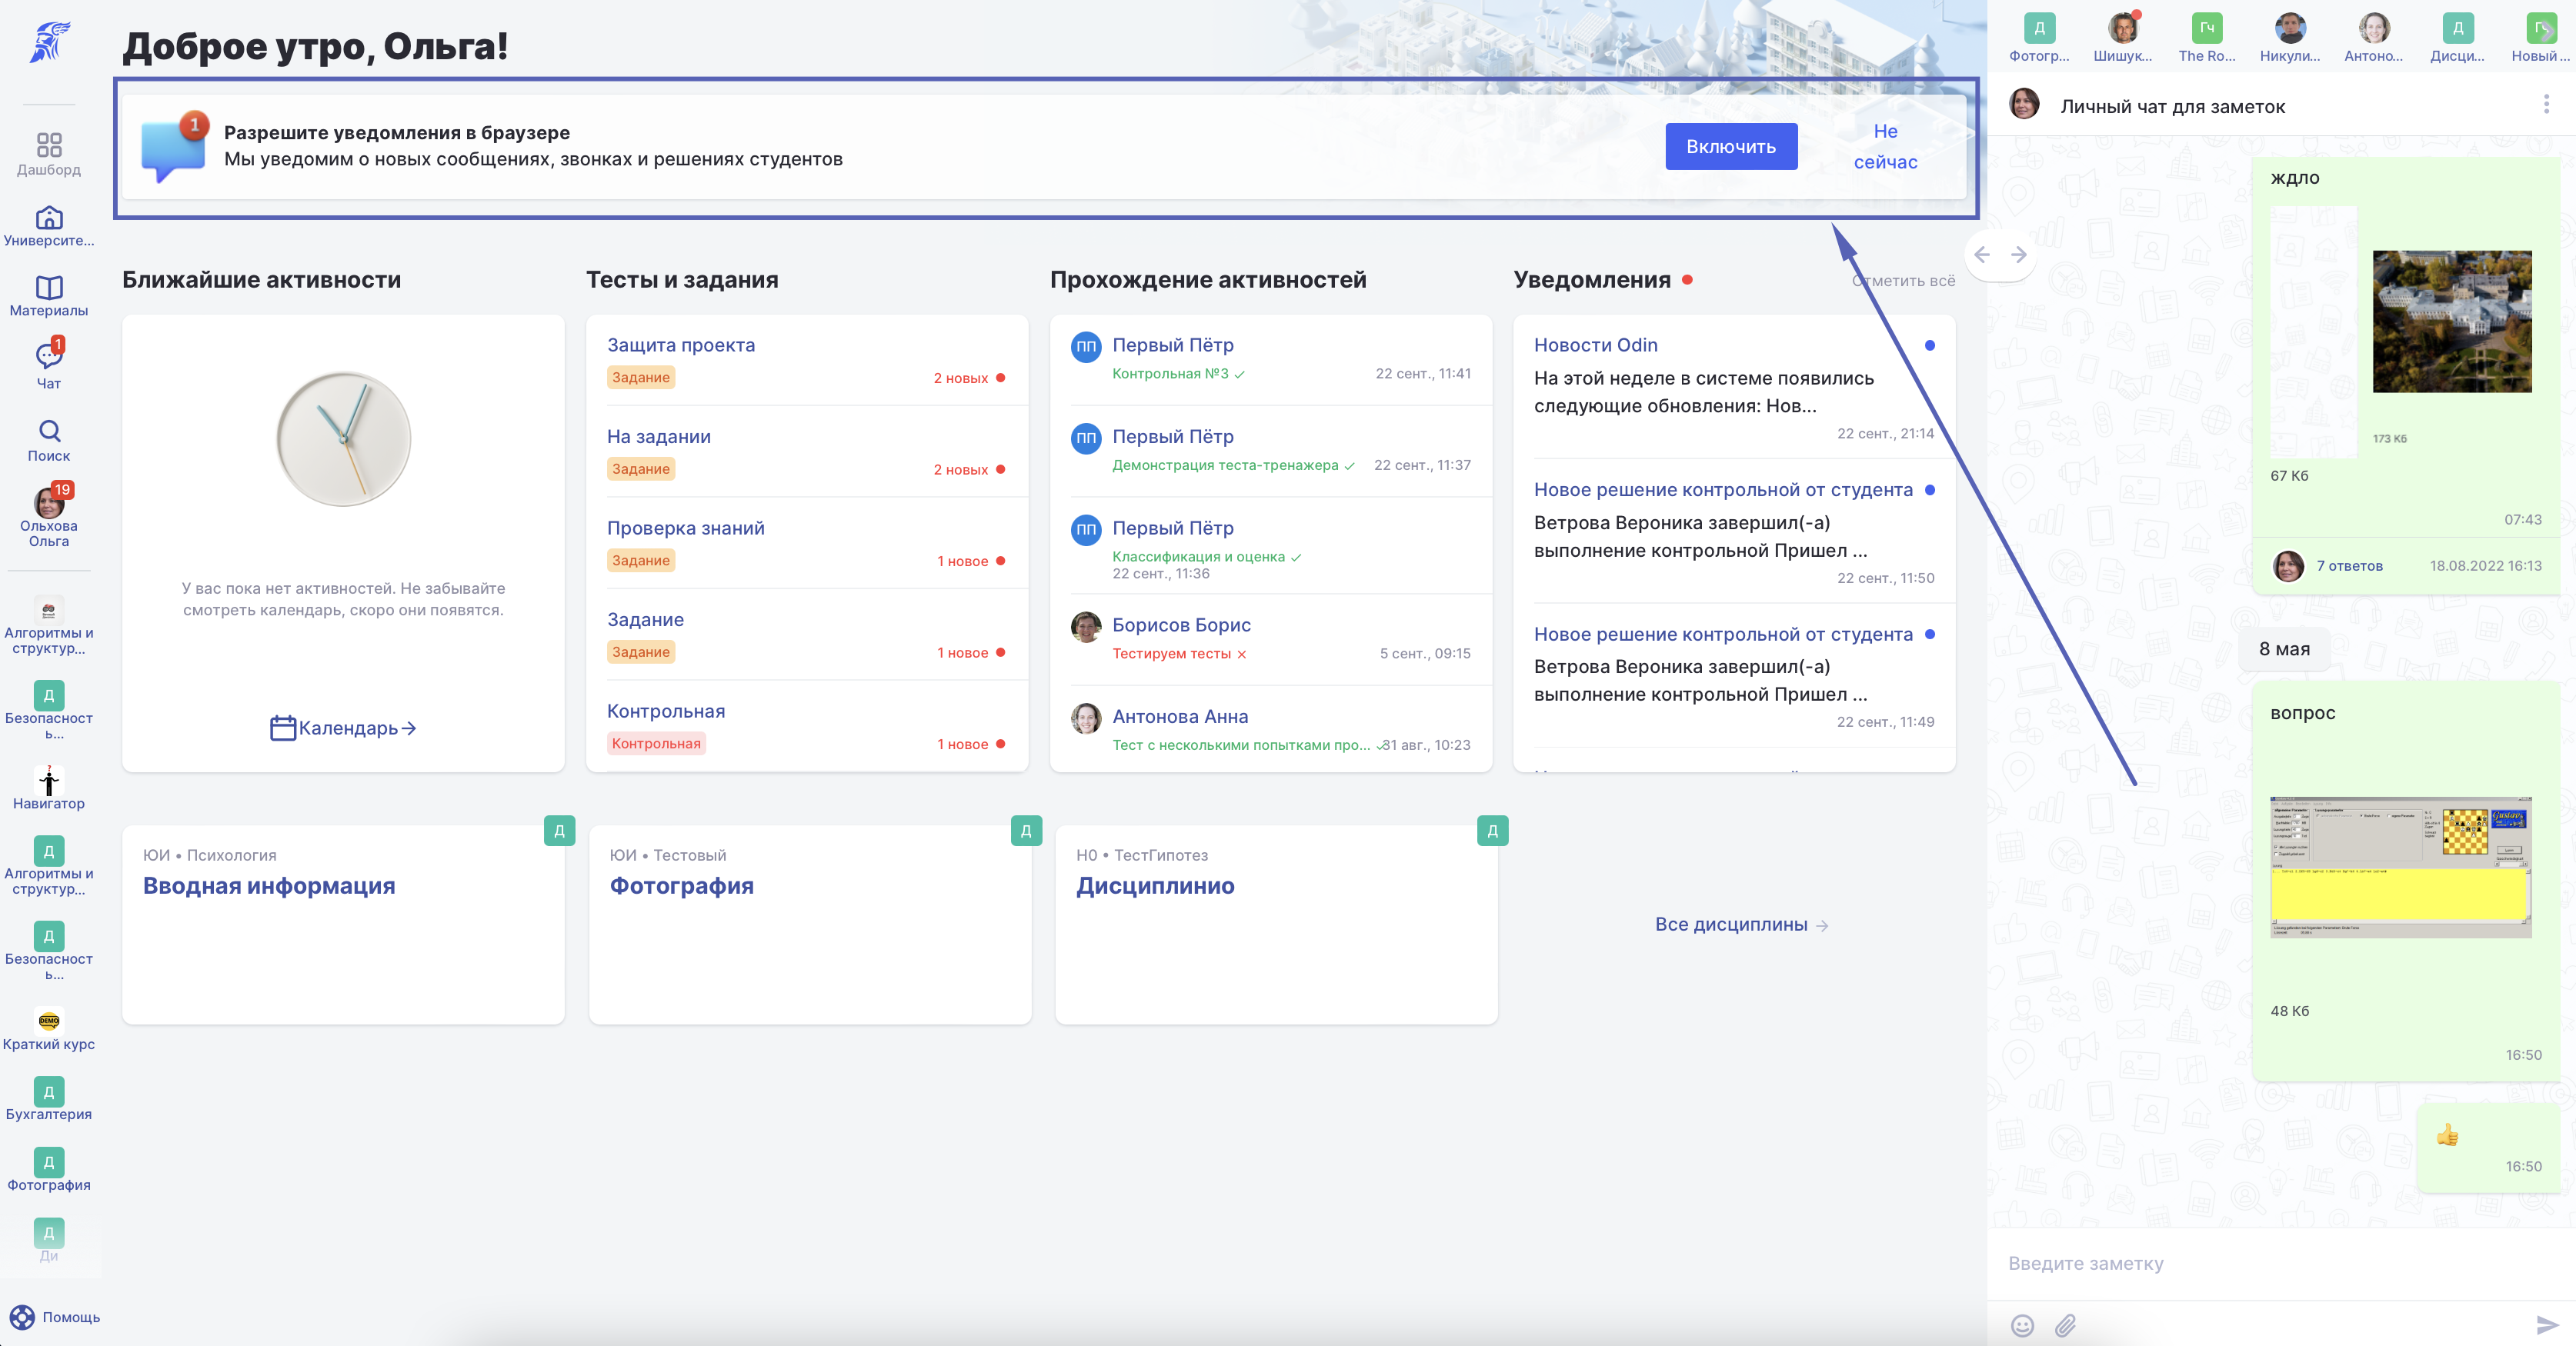 Доброе утро, Ольга!
1
Разрешите уведомления в браузере
Мы уведомим о новых сообщениях, звонках и решениях студентов
Включить
Не
сейчас
Дашборд
Университе...
Материалы
1
Чат
Поиск
19
Ольхова
Ольга
Алгоритмы и
структур...
Д
Безопасност
ь...
Навигатор
Д
Алгоритмы и
структур...
Д
Безопасност
ь...
DEMO
Краткий курс
Д
Бухгалтерия
Д
Фотография
Д
Ди
Помощь
Ближайшие активности
У вас пока нет активностей. Не забывайте
смотреть календарь, скоро они появятся.
Календарь
Тесты и задания
Защита проекта
Задание
2 новых
На задании
Задание
2 новых
Проверка знаний
Задание
1 новое
Задание
Задание
1 новое
Контрольная
Контрольная
1 новое
Прохождение активностей
ПП
Первый Пётр
Контрольная №3
22 сент., 11:41
ПП
Первый Пётр
Демонстрация теста-тренажера
22 сент., 11:37
ПП
Первый Пётр
Классификация и оценка
22 сент., 11:36
Борисов Борис
Тестируем тесты
5 сент., 09:15
Антонова Анна
Тест с несколькими попытками про...
31 авг., 10:23
Уведомления
Отметить всё
Новости Odin
На этой неделе в системе появились
следующие обновления: Нов...
22 сент., 21:14
Новое решение контрольной от студента
Ветрова Вероника завершил(-а)
выполнение контрольной Пришел ...
22 сент., 11:50
Новое решение контрольной от студента
Ветрова Вероника завершил(-а)
выполнение контрольной Пришел ...
22 сент., 11:49
Д
ЮИ • Психология
Вводная информация
Д
ЮИ • Тестовый
Фотография
Д
Н0 • ТестГипотез
Дисциплинио
Все дисциплины
Д
Фотогр...
Шишук...
Гч
The Ro...
Никули...
Антоно...
Д
Дисци...
Новый ...
Личный чат для заметок
ждло
173 Кб
67 Кб
07:43
7 ответов
18.08.2022 16:13
8 мая
вопрос
48 Кб
16:50
16:50
Введите заметку